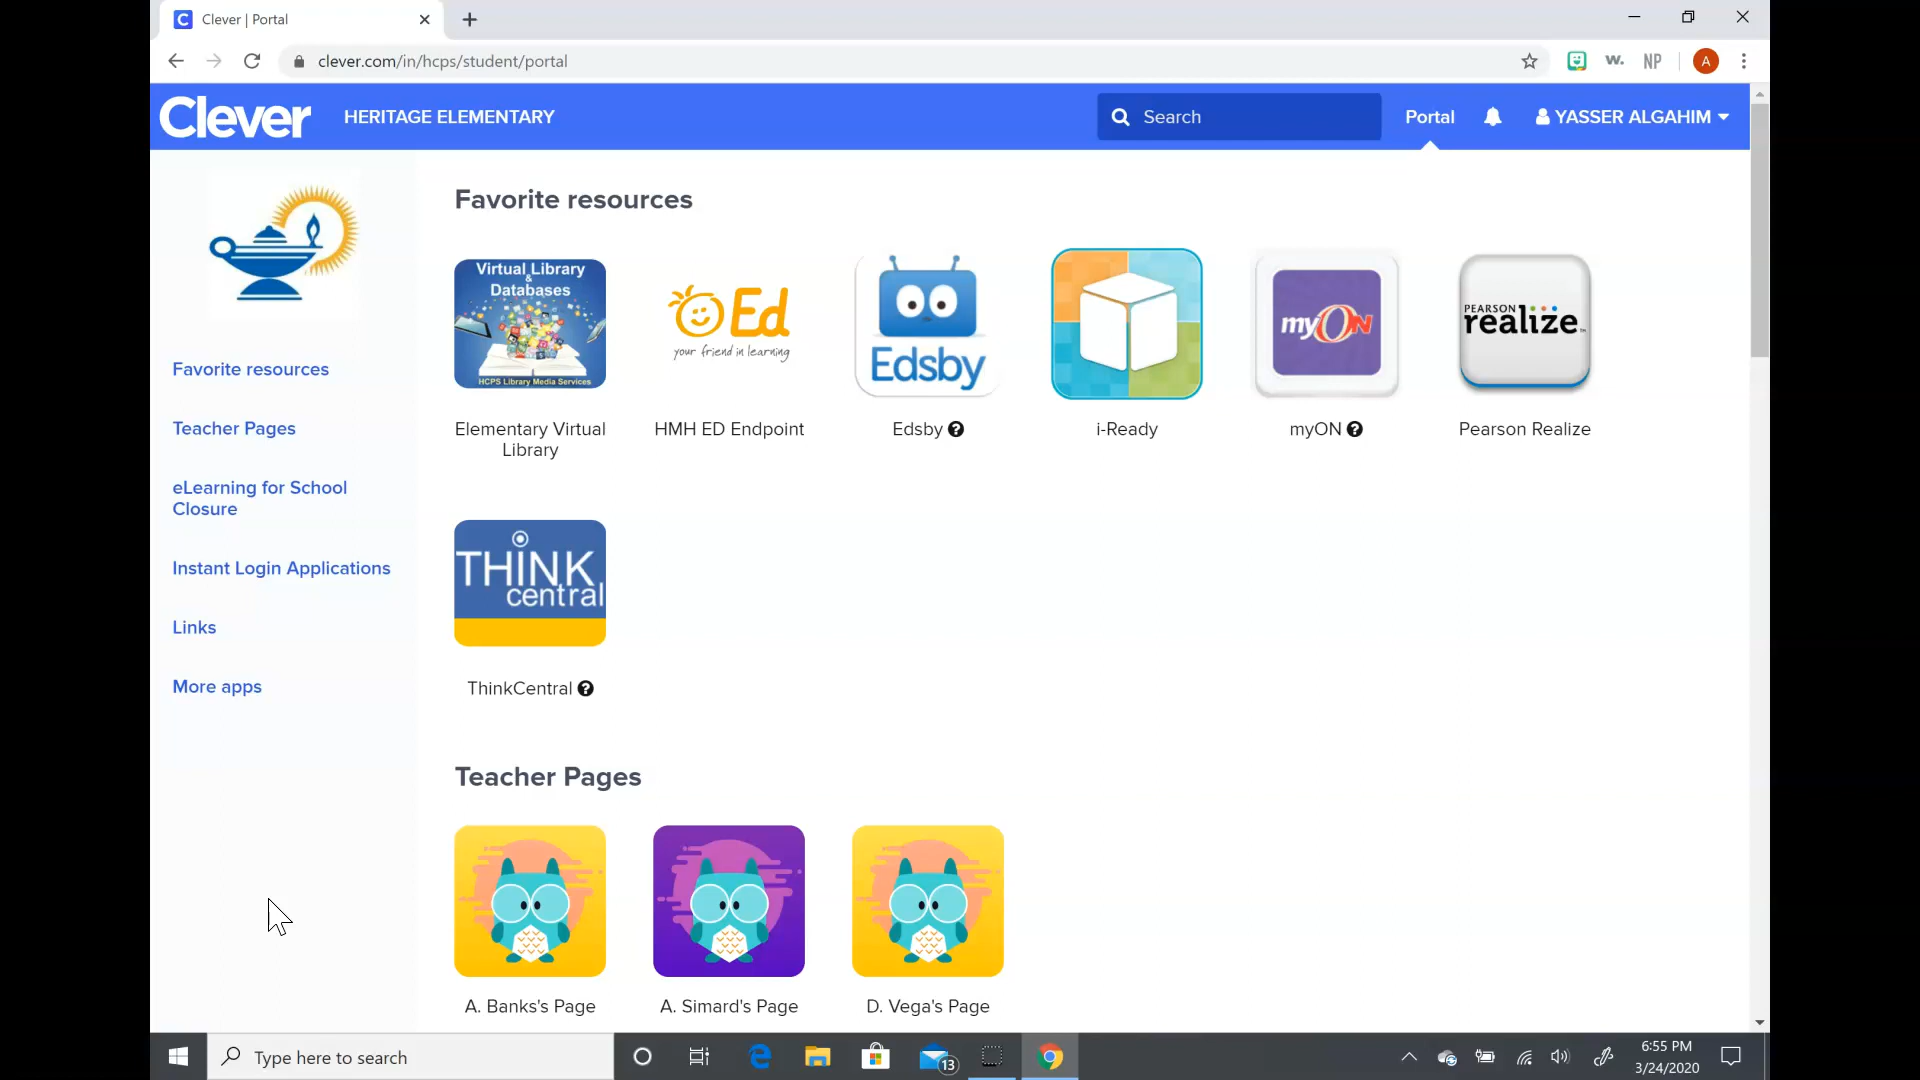 Clever | Portal
clever.com/in/hcps/student/portal
w.
NP
A
Clever
HERITAGE ELEMENTARY
Search
Portal
YASSER ALGAHIM
Favorite resources
Teacher Pages
eLearning for School
Closure
Instant Login Applications
Links
More apps
Favorite resources
Virtual Library
&
Databases
HCPS Library Media Services
Ed
your friend in learning
Edsby
myON
PEARSON
realize
Elementary Virtual
Library
HMH ED Endpoint
Edsby
i-Ready
myON
Pearson Realize
THINK
central
ThinkCentral
Teacher Pages
A. Banks's Page
A. Simard's Page
D. Vega's Page
Type here to search
13
6:55 PM
3/24/2020